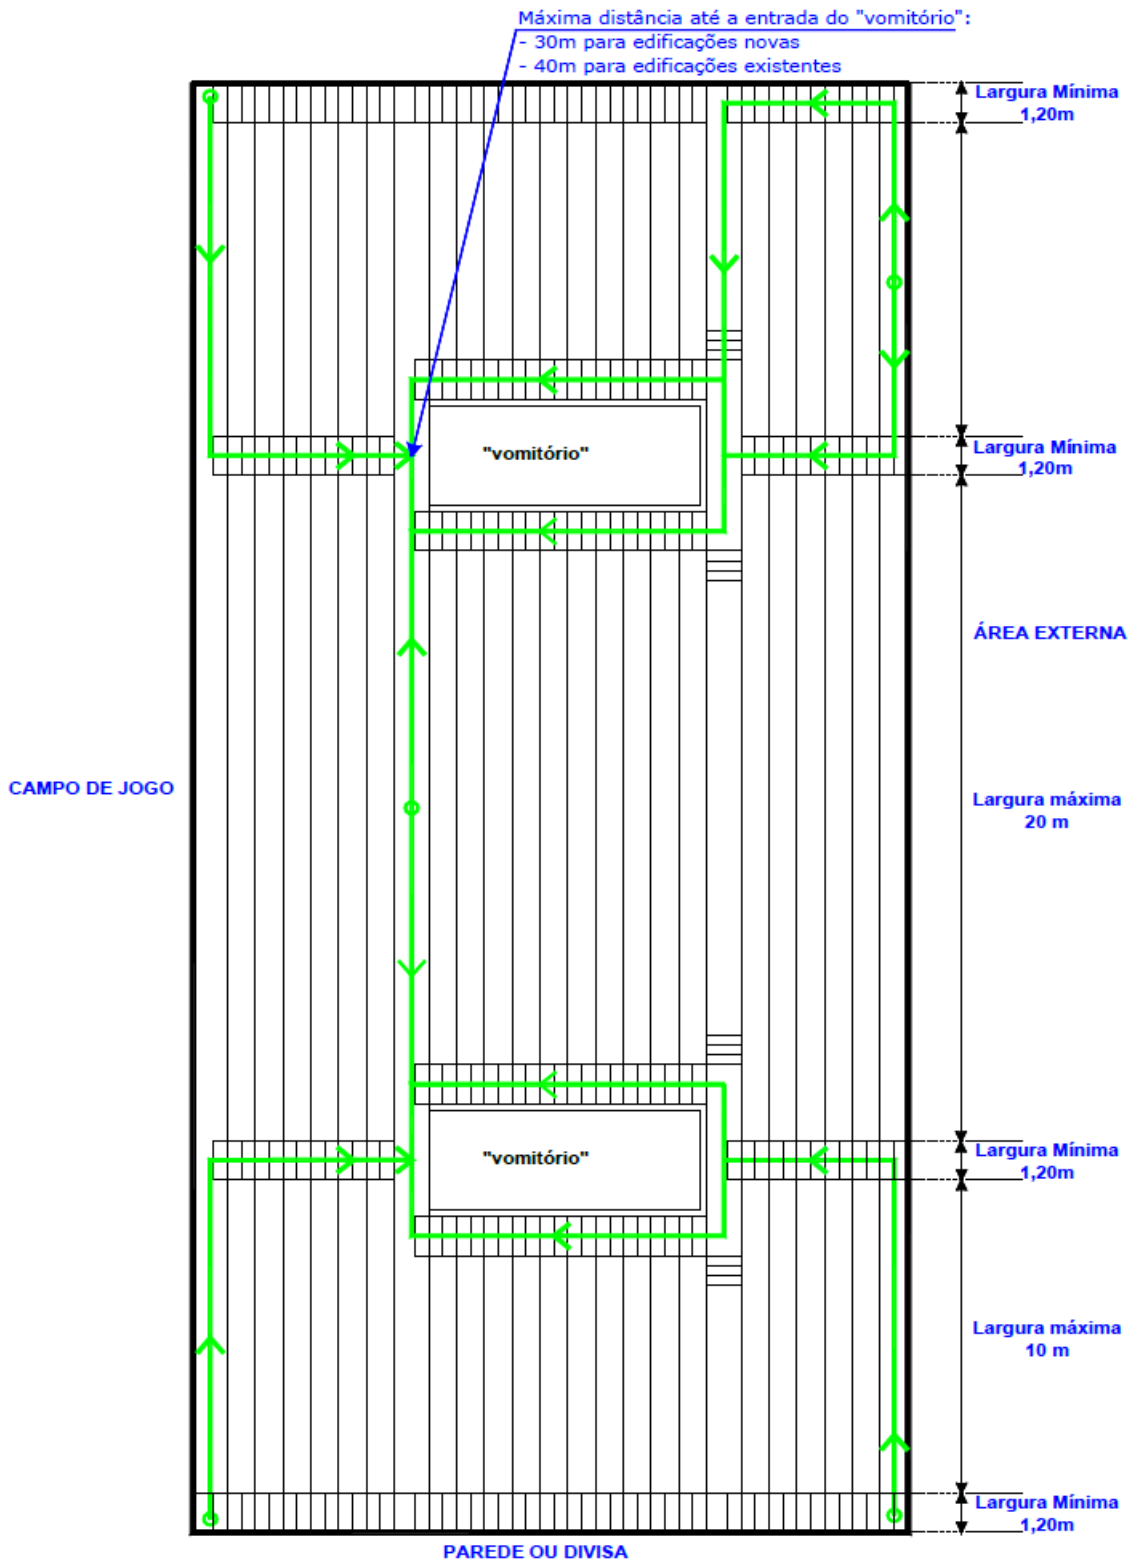 Máxima distância até a entrada do "vomitório":
- 30m para edificações novas
- 40m para edificações existentes
Largura Mínima
1,20m
"vomitório"
Largura Mínima
1,20m
ÁREA EXTERNA
CAMPO DE JOGO
Largura máxima
20 m
"vomitório"
Largura Mínima
1,20m
Largura máxima
10 m
Largura Mínima
1,20m
PAREDE OU DIVISA